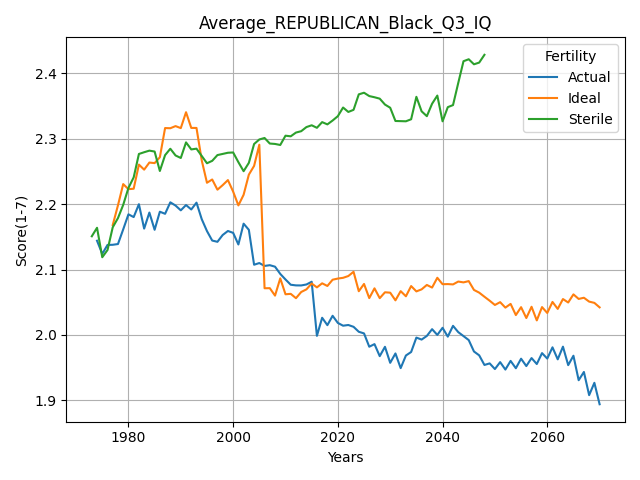 Average_REPUBLICAN_Black_Q3_IQ
Score(1-7)
2.4
2.3
2.2
2.1
2.0
1.9
Fertility
Actual
Ideal
Sterile
1980
2000
2020
2040
2060
Years